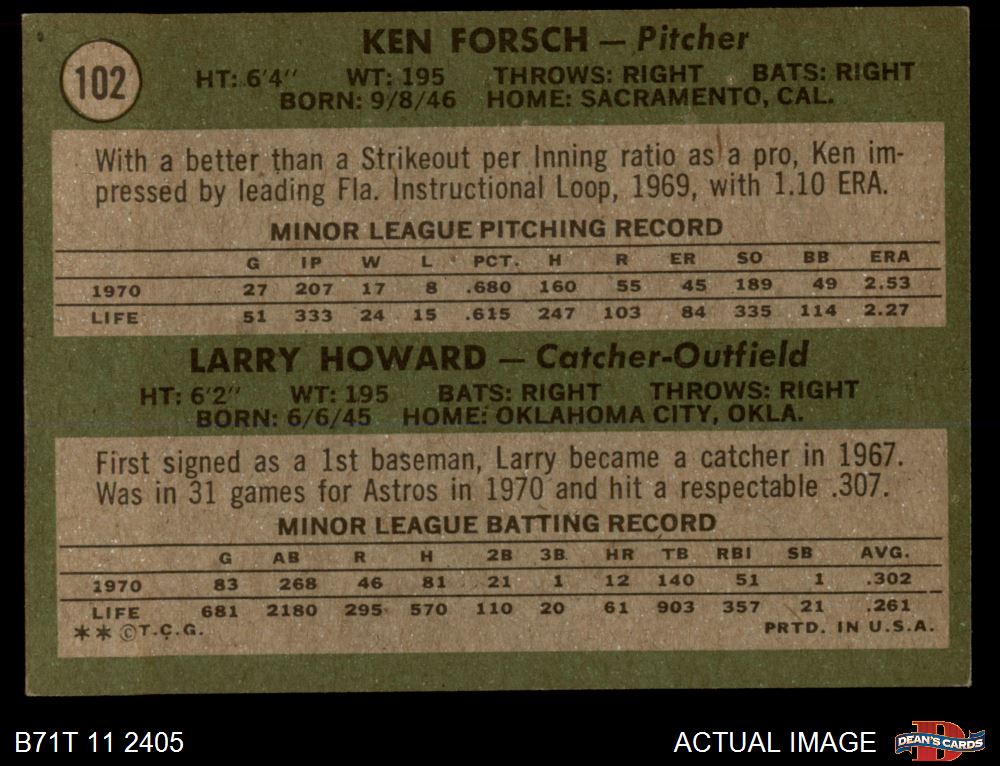 102
KEN FORSCH — Pitcher
HT: 6'4" WT: 195 THROWS: RIGHT BATS: RIGHT
BORN: 9/8/46 HOME: SACRAMENTO, CAL.
With a better than a Strikeout per Inning ratio as a pro, Ken im-
pressed by leading Fla. Instructional Loop, 1969, with 1.10 ERA.
MINOR LEAGUE PITCHING RECORD
G IP W L PCT. H R ER SO BB ERA
1970 27 207 17 8 .680 160 55 45 189 49 2.53
LIFE 51 333 24 15 .615 247 103 84 335 114 2.27
LARRY HOWARD — Catcher-Outfield
HT: 6'2" WT: 195 BATS: RIGHT THROWS: RIGHT
BORN: 6/6/45 HOME: OKLAHOMA CITY, OKLA.
First signed as a 1st baseman, Larry became a catcher in 1967.
Was in 31 games for Astros in 1970 and hit a respectable .307.
MINOR LEAGUE BATTING RECORD
G AB R H 2B 3B HR TB RBI SB AVG.
1970 83 268 46 81 21 1 12 140 51 1 .302
LIFE 681 2180 295 570 110 20 61 903 357 21 .261
** ©T.C.G. PRTD. IN U.S.A.
B71T 11 2405 ACTUAL IMAGE DEAN'S CARDS